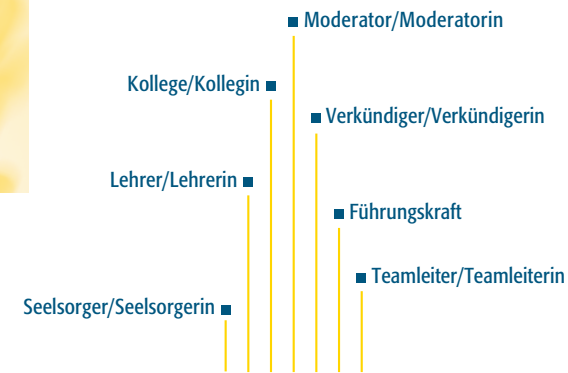 Moderator/Moderatorin
Kollege/Kollegin
Verkündiger/Verkündigerin
Lehrer/Lehrerin
Führungskraft
Teamleiter/Teamleiterin
Seelsorger/Seelsorgerin